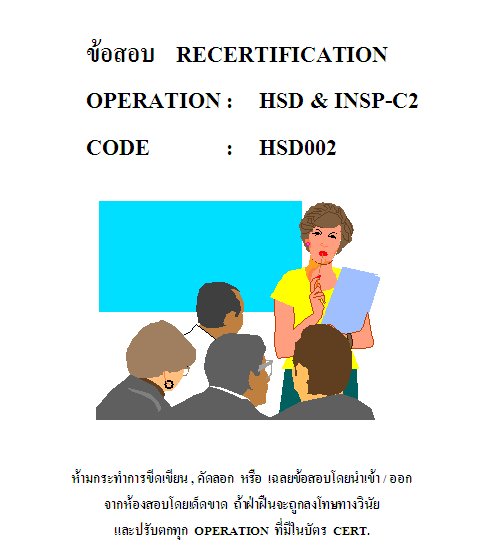 ข้อสอบ RECERTIFICATION
OPERATION : HSD & INSP-C2
CODE : HSD002
ห้ามกระทำการขีดเขียน , คัดลอก หรือ เฉลยข้อสอบโดยนำเข้า / ออก
จากห้องสอบโดยเด็ดขาด ถ้าฝ่าฝืนจะถูกลงโทษทางวินัย
และปรับตกทุก OPERATION ที่มีในบัตร CERT.